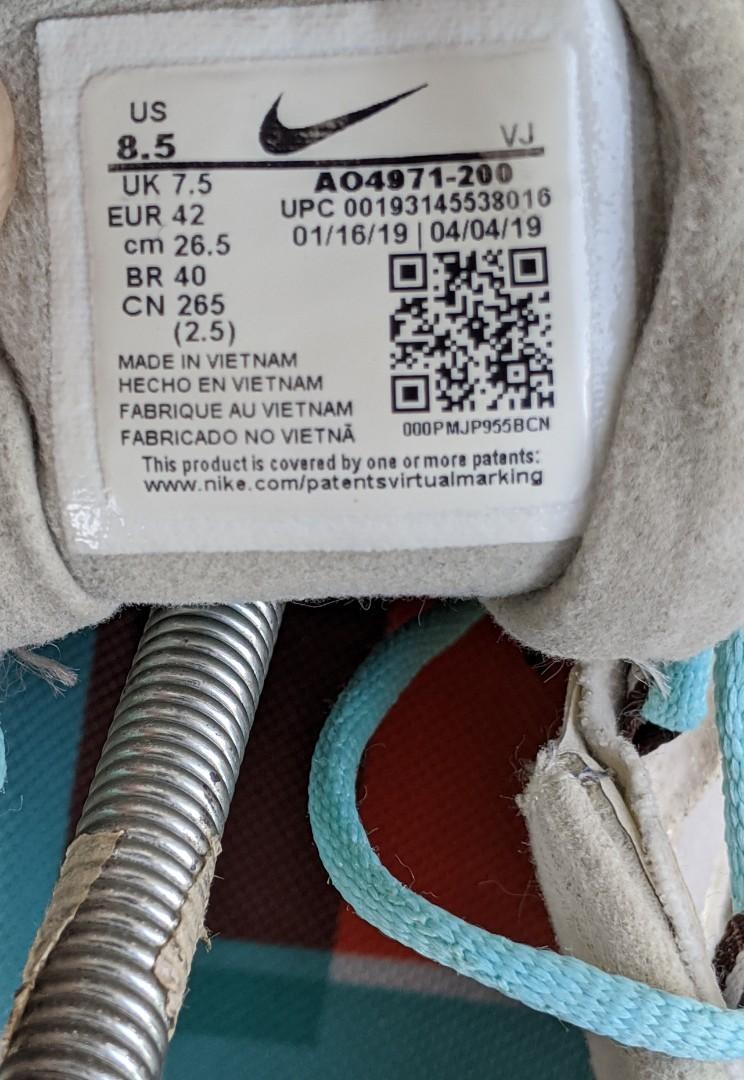 US
8.5
VJ
UK 7.5
AO4971-200
EUR 42
UPC 00193145538016
cm 26.5
01/16/19 | 04/04/19
BR 40
CN 265
(2.5)
MADE IN VIETNAM
HECHO EN VIETNAM
FABRIQUE AU VIETNAM
FABRICADO NO VIETNÃ
000PMJP955BCN
This product is covered by one or more patents:
www.nike.com/patentsvirtualmarking